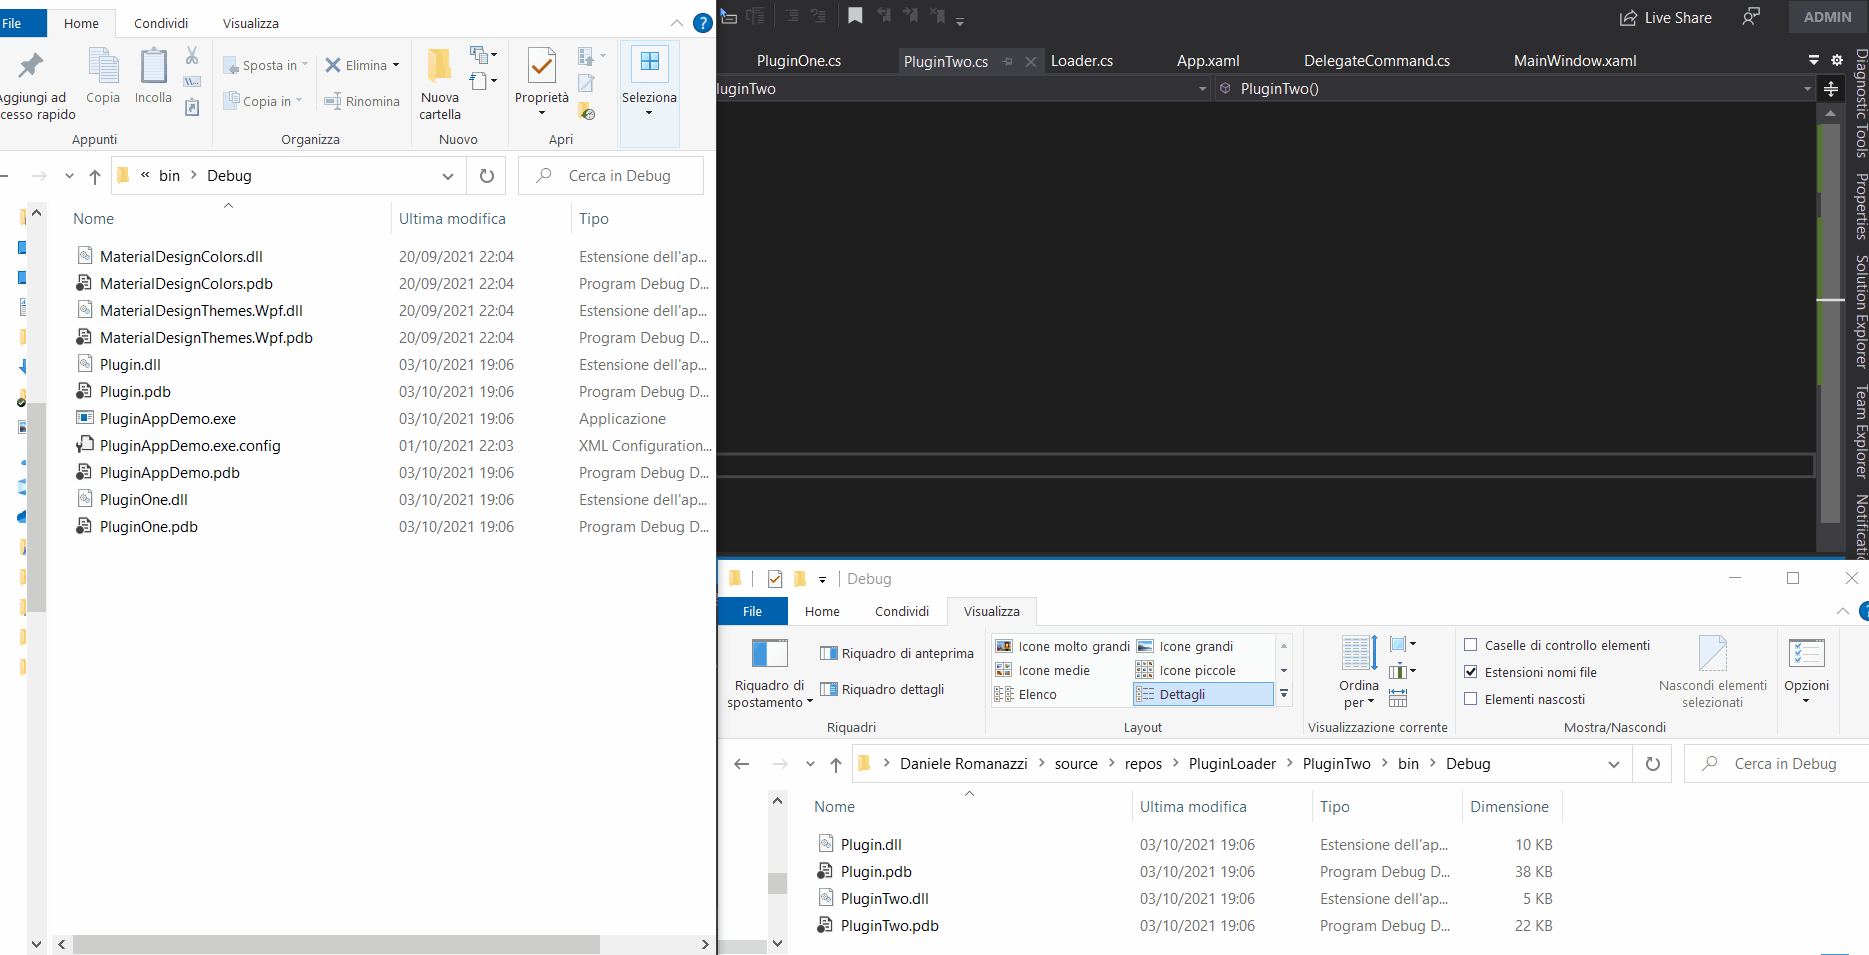 File
Home
Condividi
Visualizza
Aggiungi ad
cesso rapido
Copia
Incolla
Appunti
Sposta in
Copia in
Elimina
Rinomina
Organizza
Nuova
cartella
Nuovo
Proprietà
Apri
Seleziona
« bin > Debug
Cerca in Debug
Nome Ultima modifica Tipo
MaterialDesignColors.dll 20/09/2021 22:04 Estensione dell'ap...
MaterialDesignColors.pdb 20/09/2021 22:04 Program Debug D...
MaterialDesignThemes.Wpf.dll 20/09/2021 22:04 Estensione dell'ap...
MaterialDesignThemes.Wpf.pdb 20/09/2021 22:04 Program Debug D...
Plugin.dll 03/10/2021 19:06 Estensione dell'ap...
Plugin.pdb 03/10/2021 19:06 Program Debug D...
PluginAppDemo.exe 03/10/2021 19:06 Applicazione
PluginAppDemo.exe.config 01/10/2021 22:03 XML Configuration...
PluginAppDemo.pdb 03/10/2021 19:06 Program Debug D...
PluginOne.dll 03/10/2021 19:06 Estensione dell'ap...
PluginOne.pdb 03/10/2021 19:06 Program Debug D...
Live Share
ADMIN
PluginOne.cs PluginTwo.cs Loader.cs App.xaml DelegateCommand.cs MainWindow.xaml
luginTwo PluginTwo()
Diagnostic Tools
Properties
Solution Explorer
Team Explorer
Notificatic
Debug
File
Home
Condividi
Visualizza
Riquadro di
spostamento
Riquadro di anteprima
Riquadro dettagli
Riquadri
Icone molto grandi
Icone grandi
Icone medie
Icone piccole
Elenco
Dettagli
Layout
Ordina
per
Visualizzazione corrente
Caselle di controllo elementi
Estensioni nomi file
Elementi nascosti
Nascondi elementi
selezionati
Mostra/Nascondi
Opzioni
> Daniele Romanazzi > source > repos > PluginLoader > PluginTwo > bin > Debug
Cerca in Debug
Nome Ultima modifica Tipo Dimensione
Plugin.dll 03/10/2021 19:06 Estensione dell'ap... 10 KB
Plugin.pdb 03/10/2021 19:06 Program Debug D... 38 KB
PluginTwo.dll 03/10/2021 19:06 Estensione dell'ap... 5 KB
PluginTwo.pdb 03/10/2021 19:06 Program Debug D... 22 KB